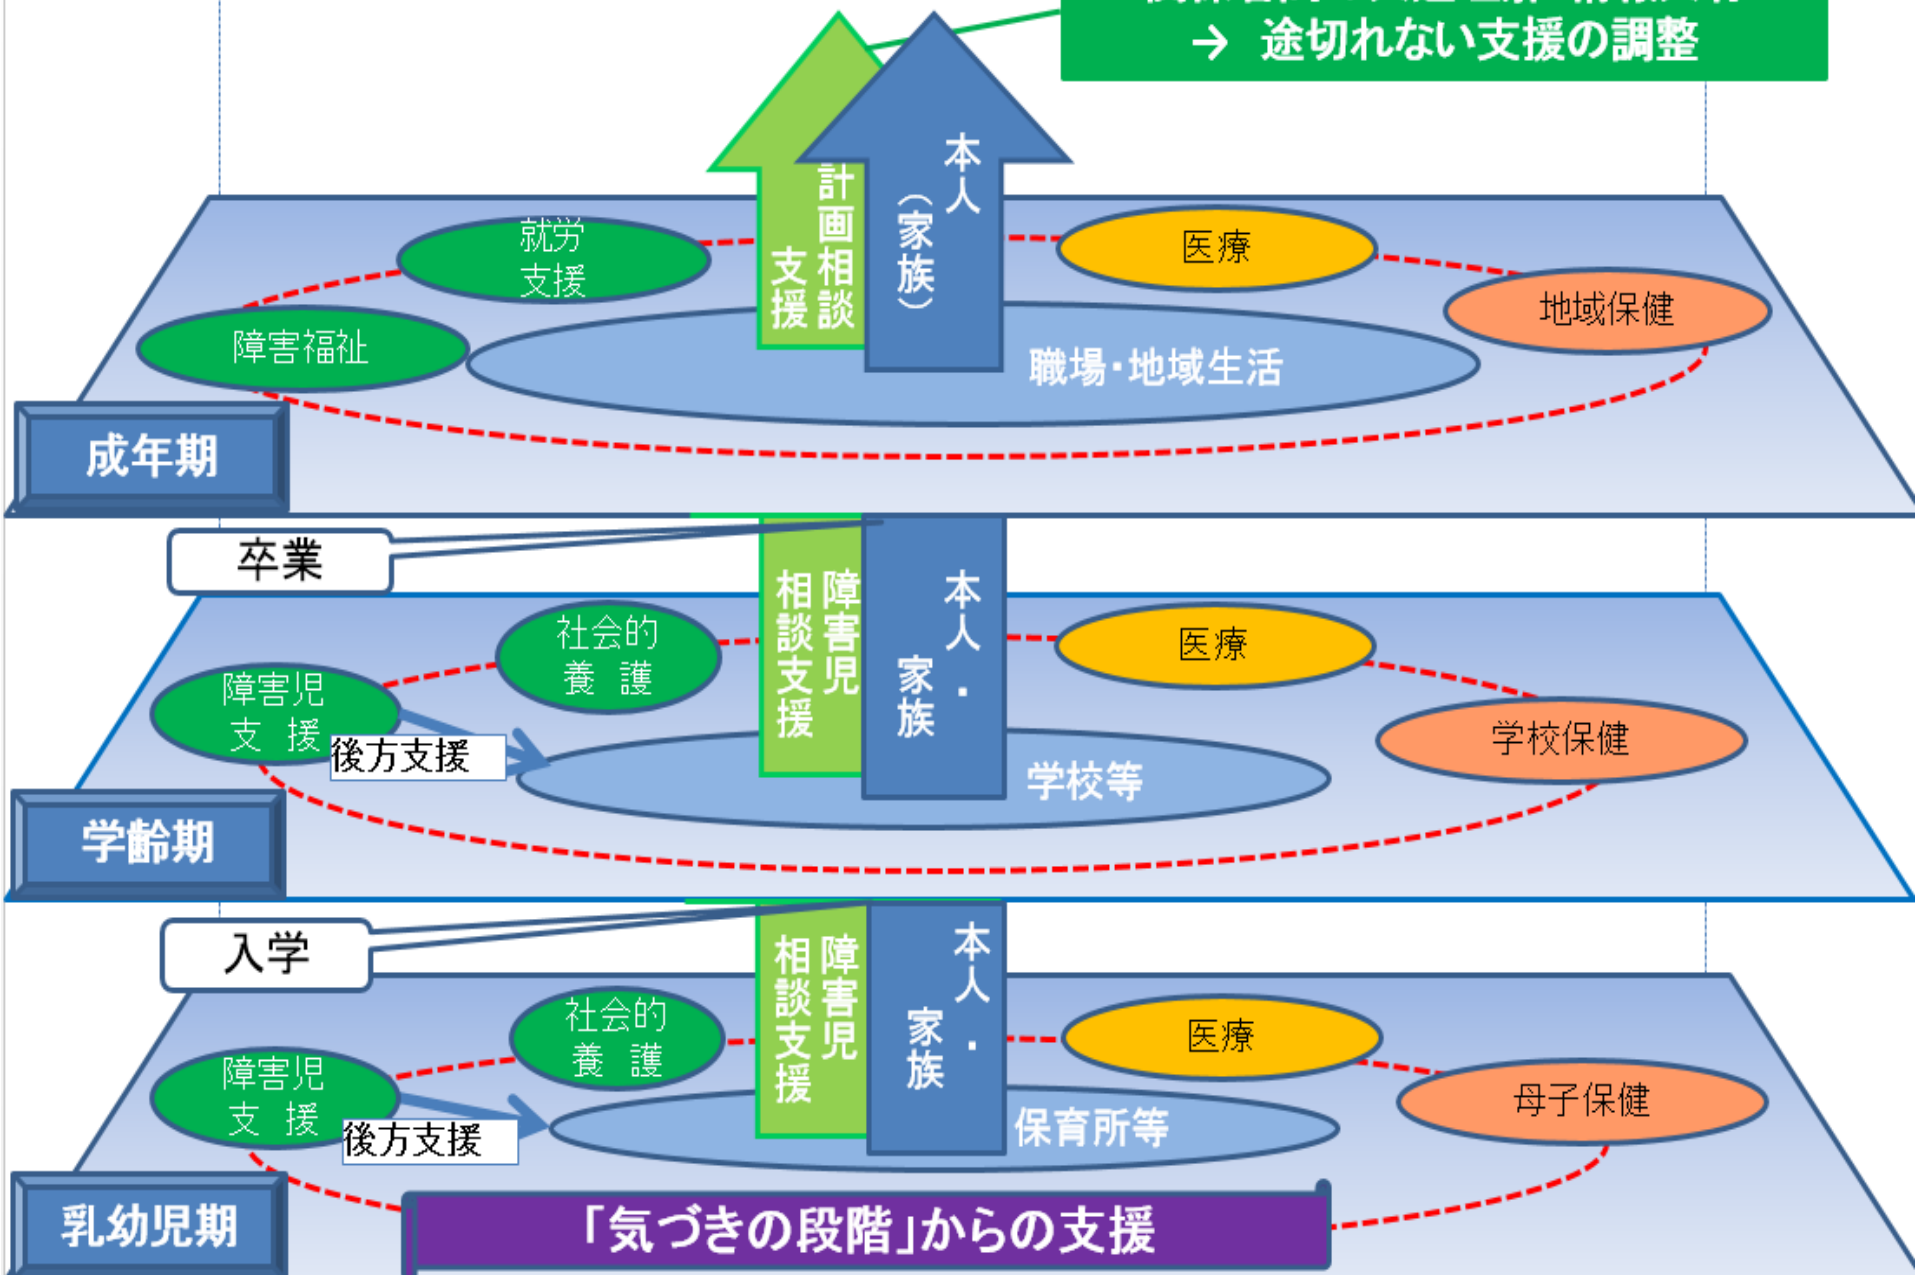 → 途切れない支援の調整
本人
（家族）
計画相談
支援
就労
支援
医療
地域保健
障害福祉
職場・地域生活
成年期
卒業
本人・
家族
障害児
相談支援
社会的
養 護
医療
障害児
支 援
後方支援
学校保健
学校等
学齢期
入学
本人・
家族
障害児
相談支援
社会的
養 護
医療
障害児
支 援
後方支援
母子保健
保育所等
乳幼児期
「気づきの段階」からの支援